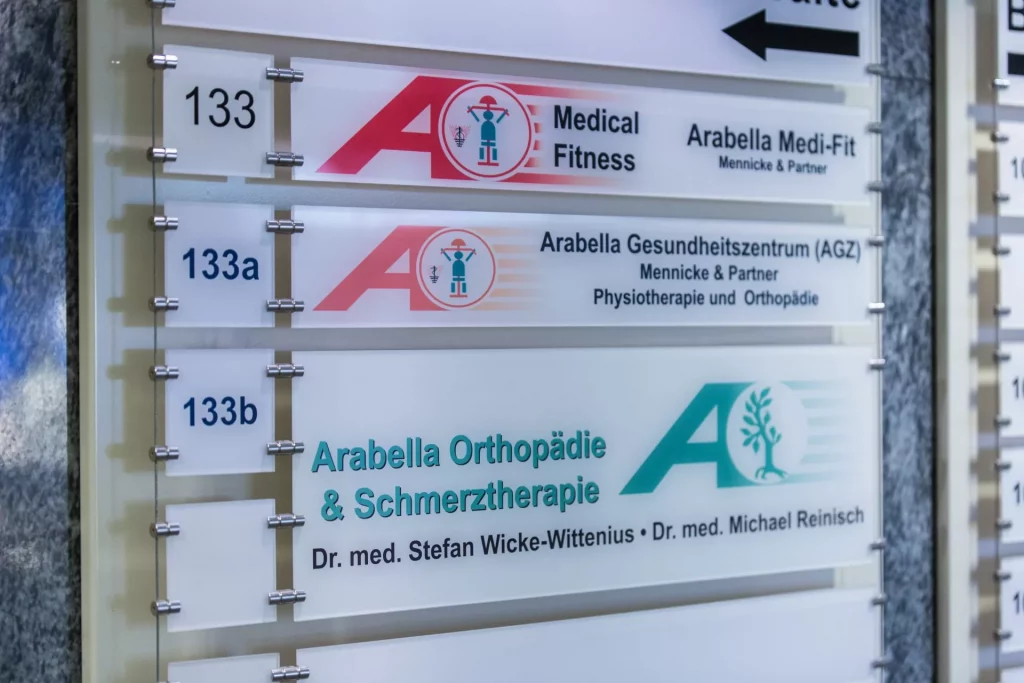 133
Medical
Fitness
Arabella Medi-Fit
Mennicke & Partner
133a
Arabella Gesundheitszentrum (AGZ)
Mennicke & Partner
Physiotherapie und Orthopädie
133b
Arabella Orthopädie
& Schmerztherapie
Dr. med. Stefan Wicke-Wittenius • Dr. med. Michael Reinisch